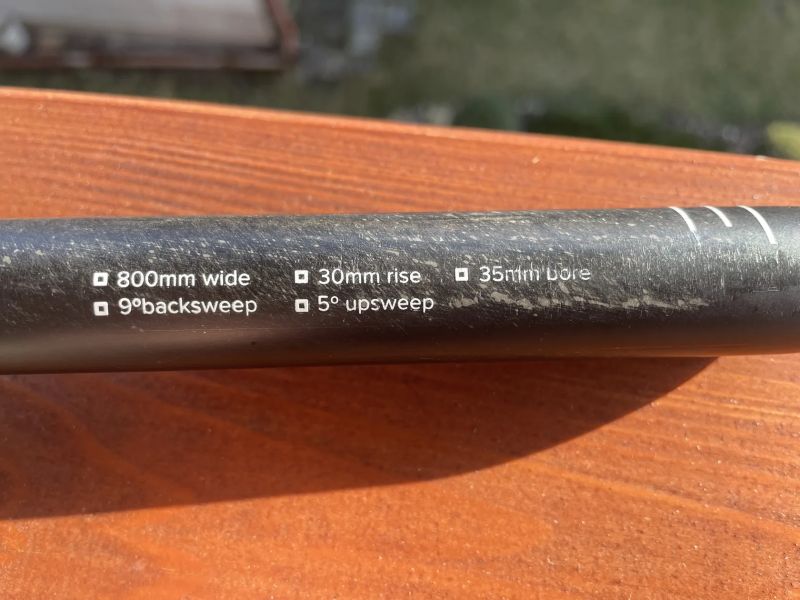 800mm wide 30mm rise 35mm bore
9°backsweep 5° upsweep